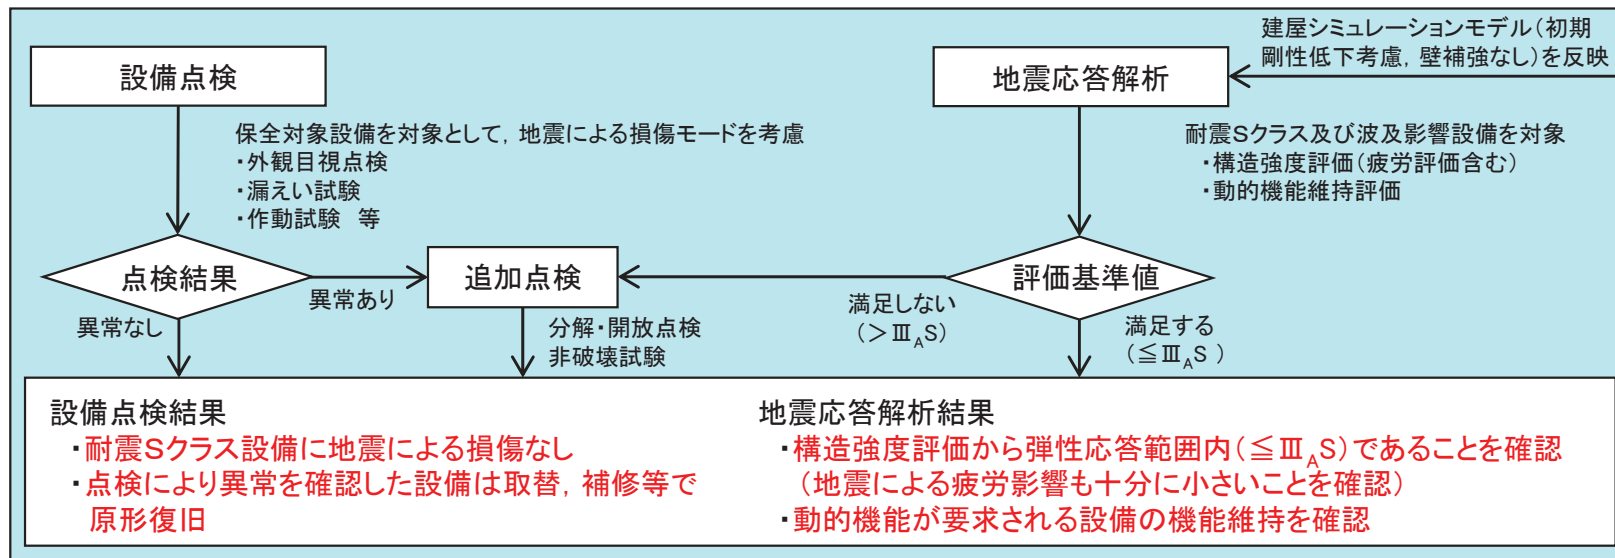 建屋シミュレーションモデル（初期
剛性低下考慮，壁補強なし）を反映
設備点検
地震応答解析
保全対象設備を対象として，地震による損傷モードを考慮
・外観目視点検
・漏えい試験
・作動試験　等
耐震Sクラス及び波及影響設備を対象
・構造強度評価（疲労評価含む）
・動的機能維持評価
点検結果
異常あり
追加点検
評価基準値
異常なし
分解・開放点検
非破壊試験
満足しない
（＞ⅢAS）
満足する
（≦ⅢAS ）
設備点検結果
・耐震Sクラス設備に地震による損傷なし
・点検により異常を確認した設備は取替，補修等で
原形復旧
地震応答解析結果
・構造強度評価から弾性応答範囲内（≦ⅢAS）であることを確認
（地震による疲労影響も十分に小さいことを確認）
・動的機能が要求される設備の機能維持を確認